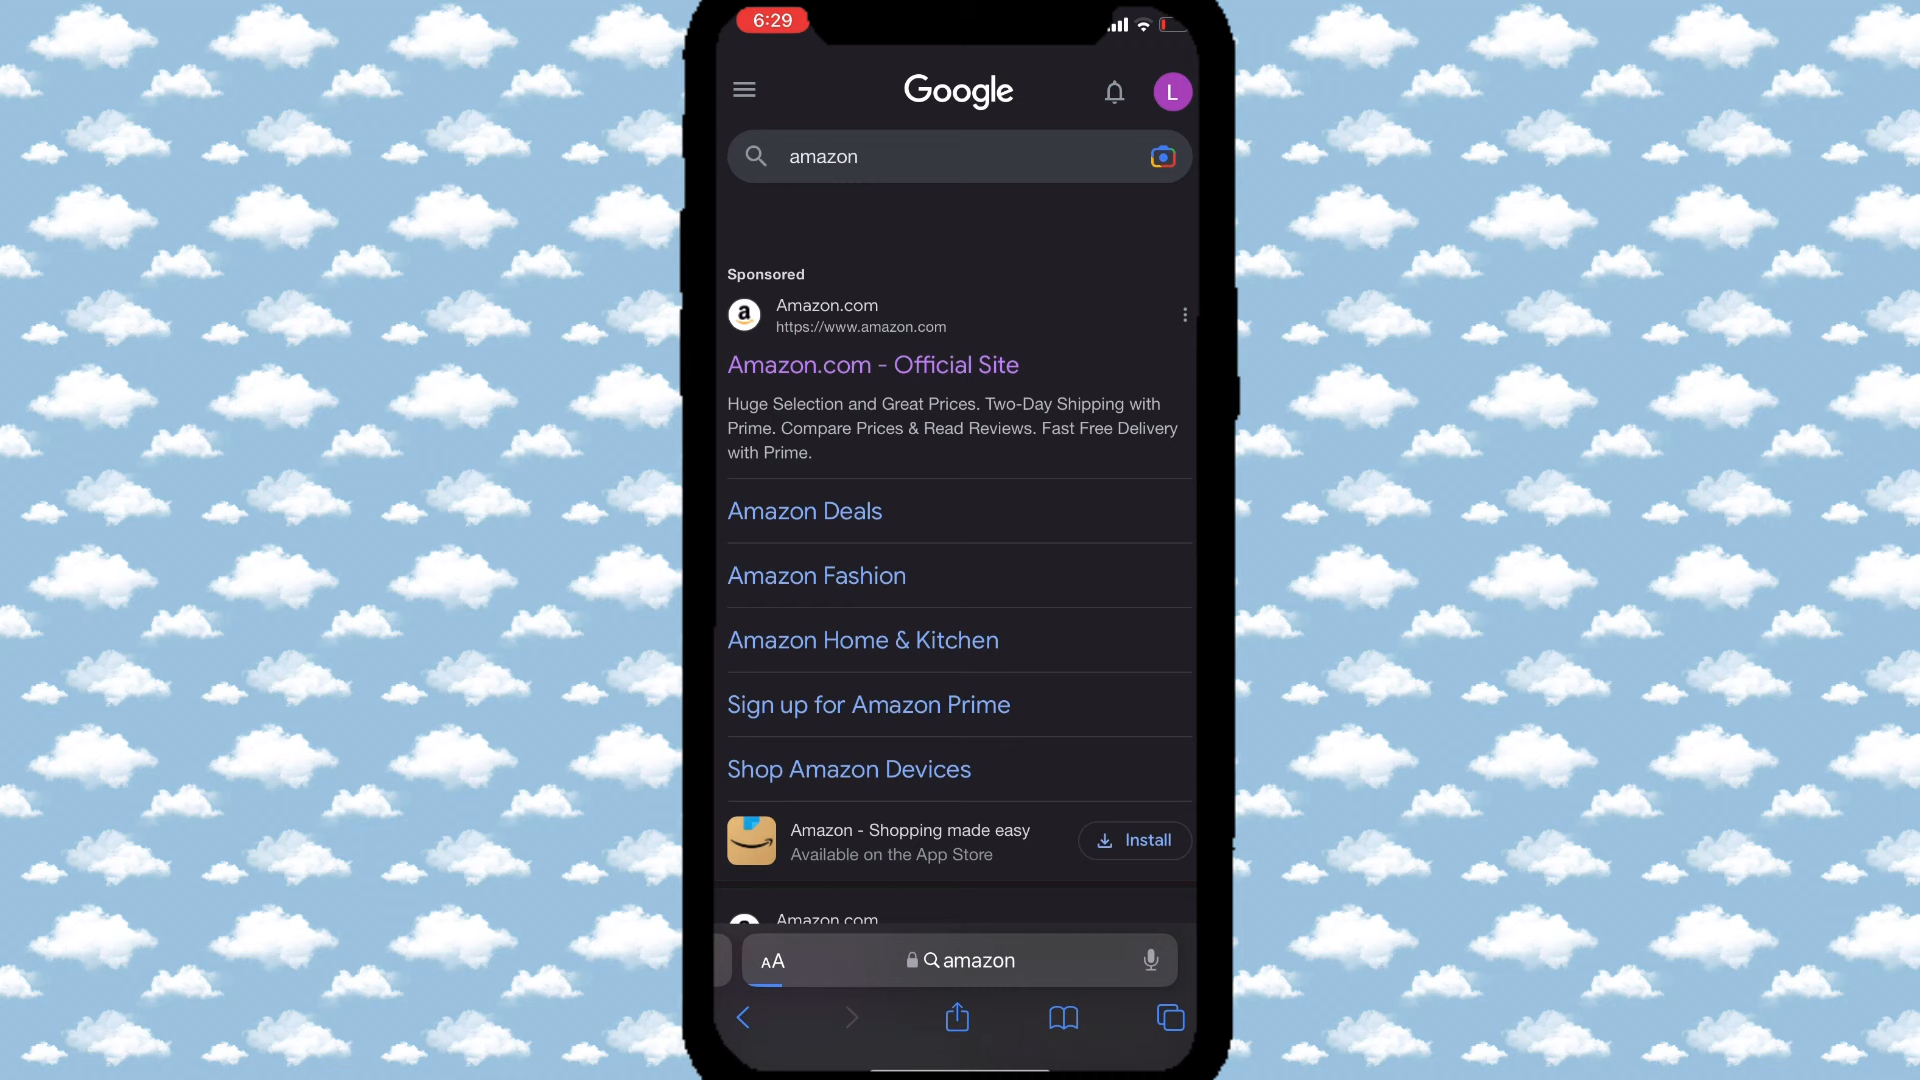 6:29
Google
L
amazon
Sponsored
a
Amazon.com
https://www.amazon.com
Amazon.com - Official Site
Huge Selection and Great Prices. Two-Day Shipping with
Prime. Compare Prices & Read Reviews. Fast Free Delivery
with Prime.
Amazon Deals
Amazon Fashion
Amazon Home & Kitchen
Sign up for Amazon Prime
Shop Amazon Devices
Amazon - Shopping made easy
Available on the App Store
Install
Amazon.com
AA
amazon